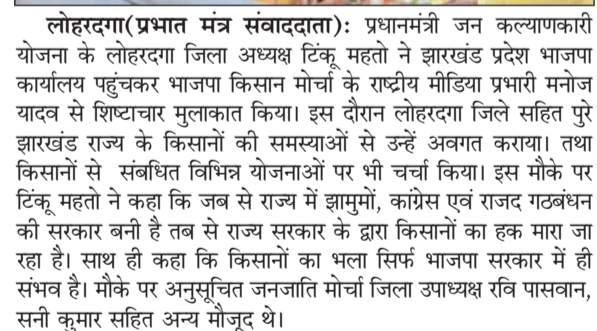 लोहरदगा(प्रभात मंत्र संवाददाता): प्रधानमंत्री जन कल्याणकारी
योजना के लोहरदगा जिला अध्यक्ष टिंकू महतो ने झारखंड प्रदेश भाजपा
कार्यालय पहुंचकर भाजपा किसान मोर्चा के राष्ट्रीय मीडिया प्रभारी मनोज
यादव से शिष्टाचार मुलाकात किया। इस दौरान लोहरदगा जिले सहित पुरे
झारखंड राज्य के किसानों की समस्याओं से उन्हें अवगत कराया। तथा
किसानों से संबधित विभिन्न योजनाओं पर भी चर्चा किया। इस मौके पर
टिंकू महतो ने कहा कि जब से राज्य में झामुमों, कांग्रेस एवं राजद गठबंधन
की सरकार बनी है तब से राज्य सरकार के द्वारा किसानों का हक मारा जा
रहा है। साथ ही कहा कि किसानों का भला सिर्फ भाजपा सरकार में ही
संभव है। मौके पर अनुसूचित जनजाति मोर्चा जिला उपाध्यक्ष रवि पासवान,
सनी कुमार सहित अन्य मौजूद थे।